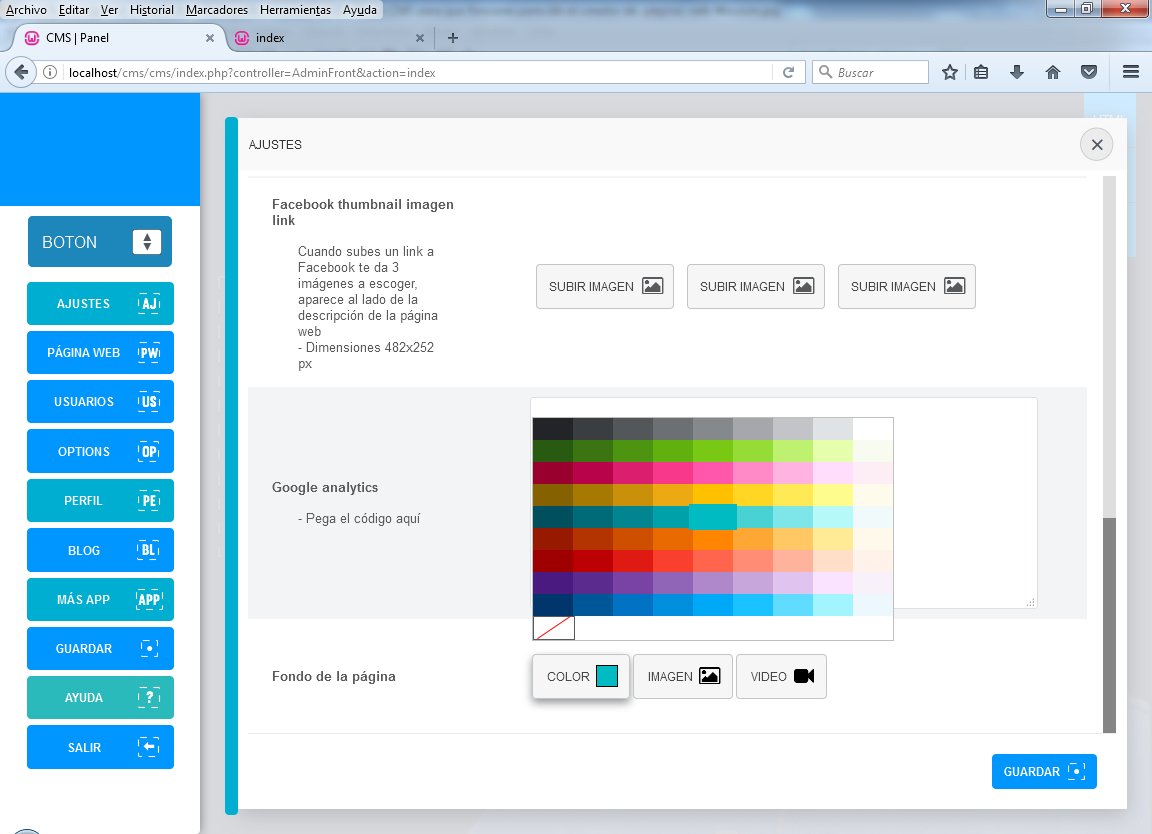 Archivo Editar Ver Historial Marcadores Herramientas Ayuda
CMS | Panel
index
localhost/cms/cms/index.php?controller=AdminFront&action=index
Buscar
AJUSTES
BOTON
AJUSTES AJ
PÁGINA WEB PW
USUARIOS US
OPTIONS OP
PERFIL PE
BLOG BL
MÁS APP APP
GUARDAR
AYUDA ?
SALIR
Facebook thumbnail imagen
link
Cuando subes un link a
Facebook te da 3
imágenes a escoger,
aparece al lado de la
descripción de la página
web
- Dimensiones 482x252
px
SUBIR IMAGEN SUBIR IMAGEN SUBIR IMAGEN
Google analytics
- Pega el código aquí
Fondo de la página
COLOR IMAGEN VIDEO
GUARDAR